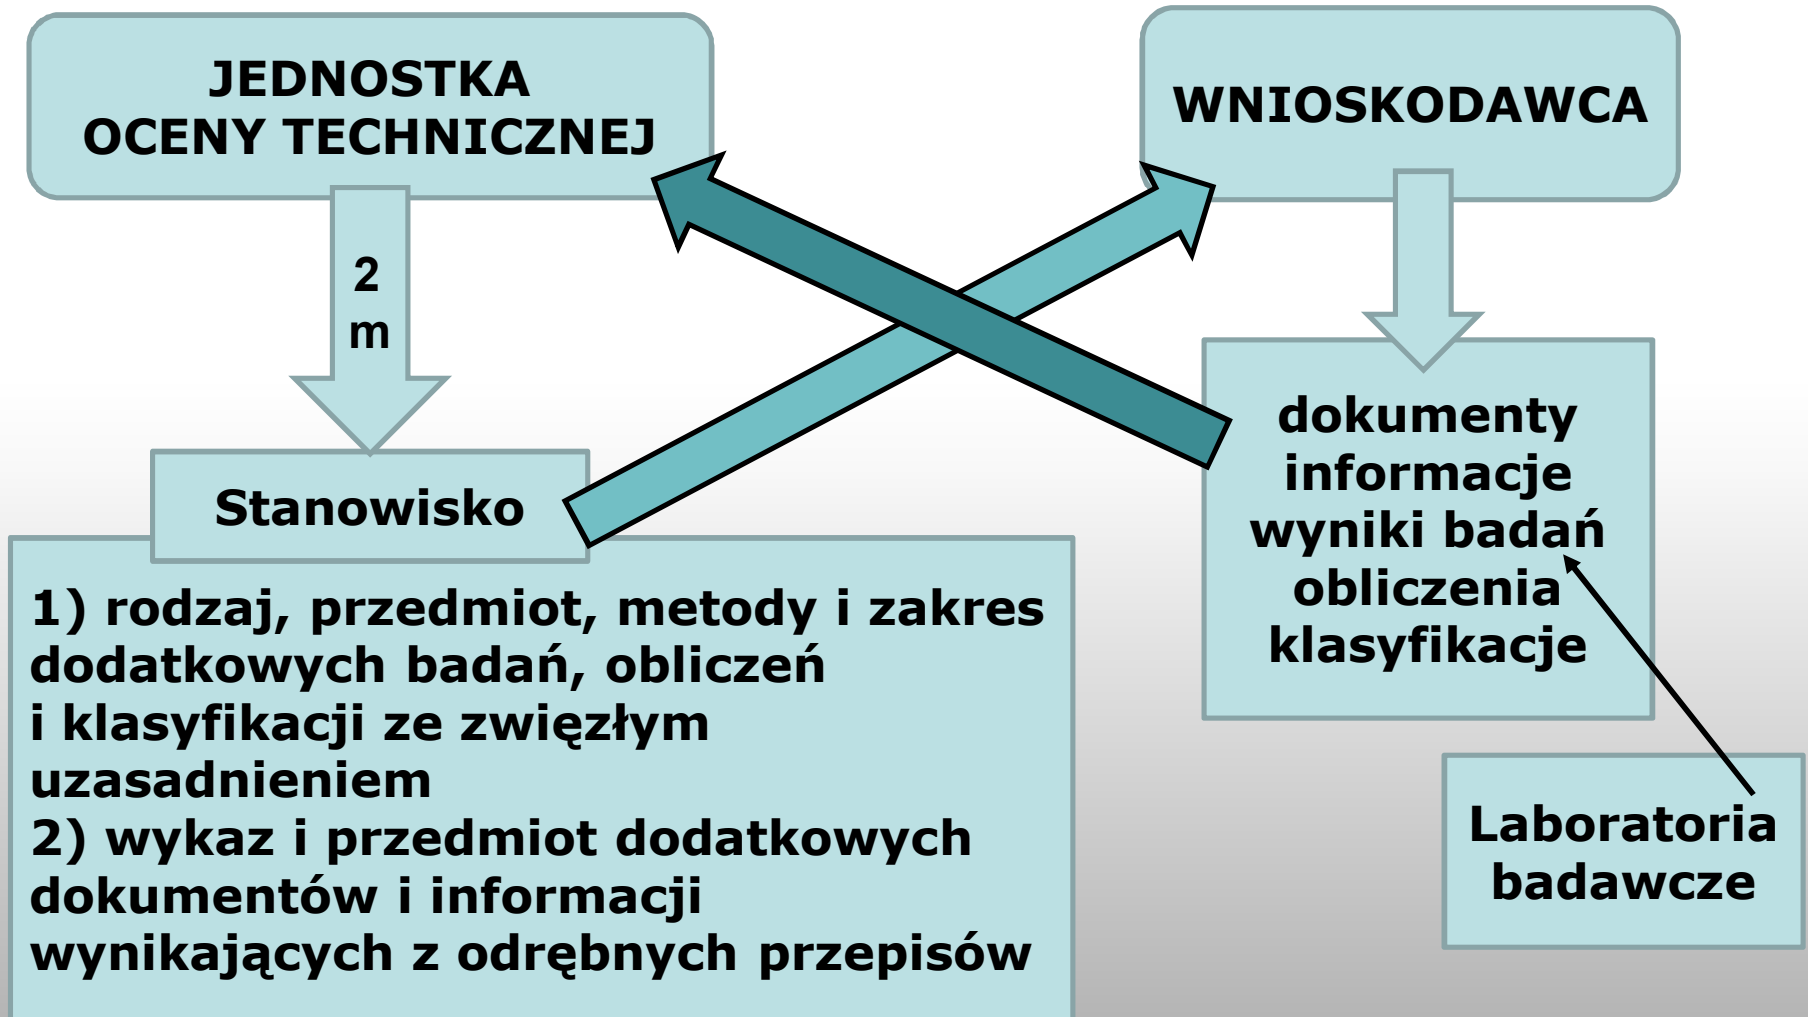 JEDNOSTKA
OCENY TECHNICZNEJ
WNIOSKODAWCA
2
m
Stanowisko
1) rodzaj, przedmiot, metody i zakres
dodatkowych badań, obliczeń
i klasyfikacji ze zwięzłym
uzasadnieniem
2) wykaz i przedmiot dodatkowych
dokumentów i informacji
wynikających z odrębnych przepisów
dokumenty
informacje
wyniki badań
obliczenia
klasyfikacje
Laboratoria
badawcze